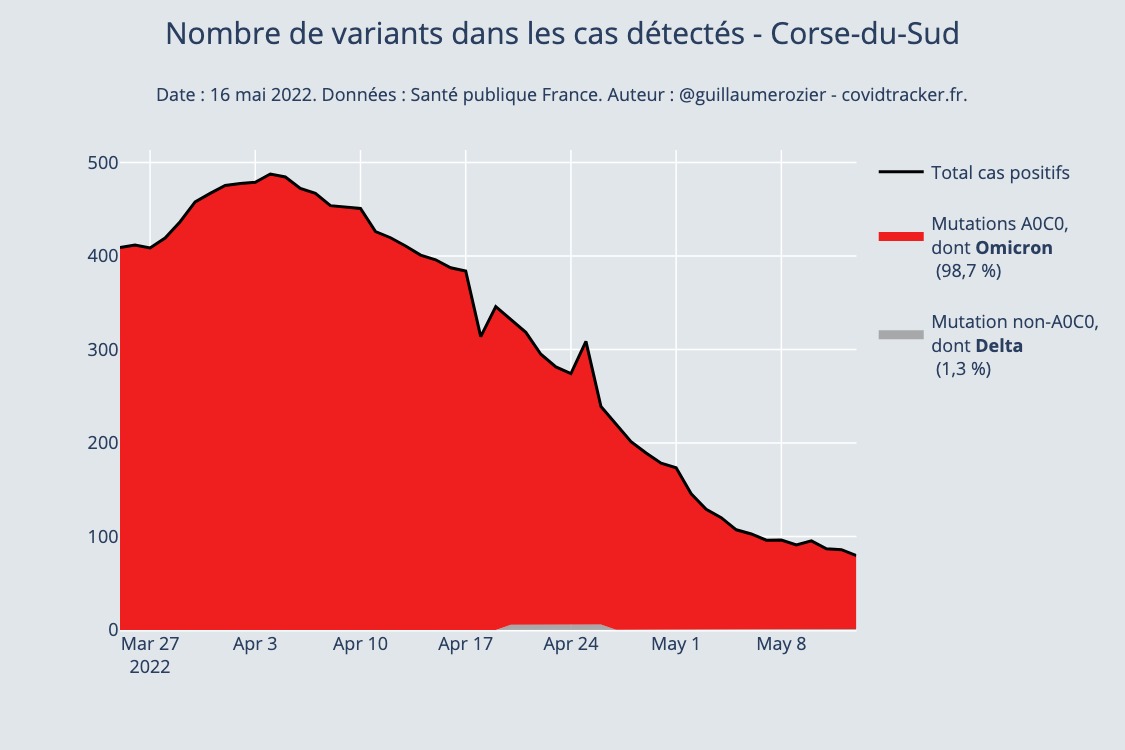 Nombre de variants dans les cas détectés - Corse-du-Sud
Date : 16 mai 2022. Données : Santé publique France. Auteur : @guillaumerozier - covidtracker.fr.
500
400
300
200
100
0
Mar 27
2022
Apr 3
Apr 10
Apr 17
Apr 24
May 1
May 8
Total cas positifs
Mutations A0C0,
dont Omicron
(98,7 %)
Mutation non-A0C0,
dont Delta
(1,3 %)